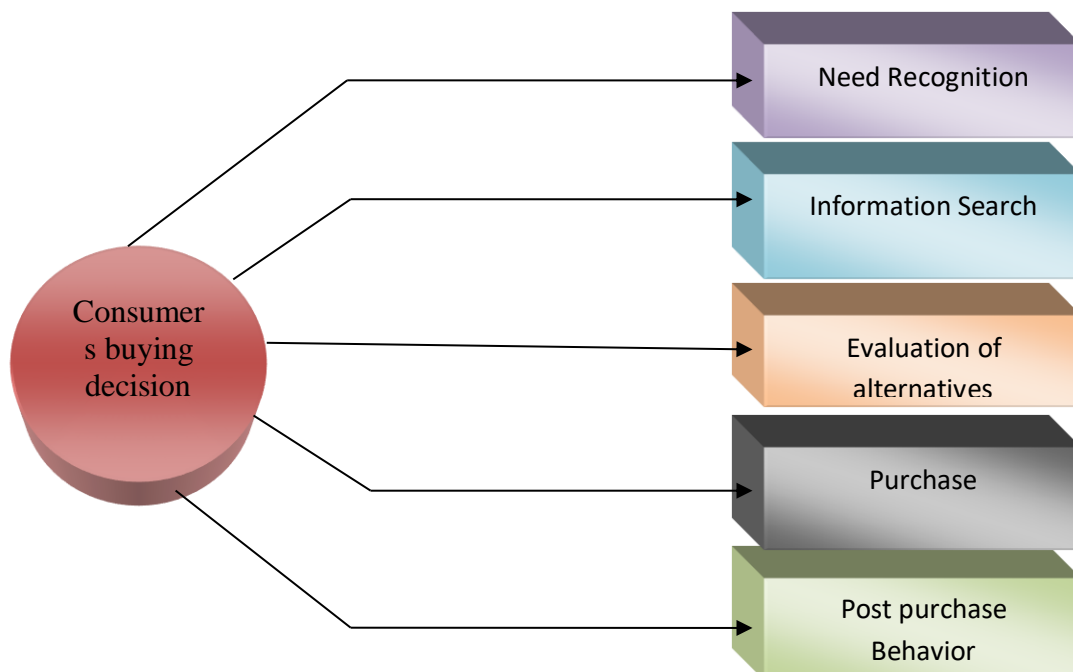 Need Recognition
Information Search
Consumer
s buying
decision
Evaluation of
alternatives
Purchase
Post purchase
Behavior